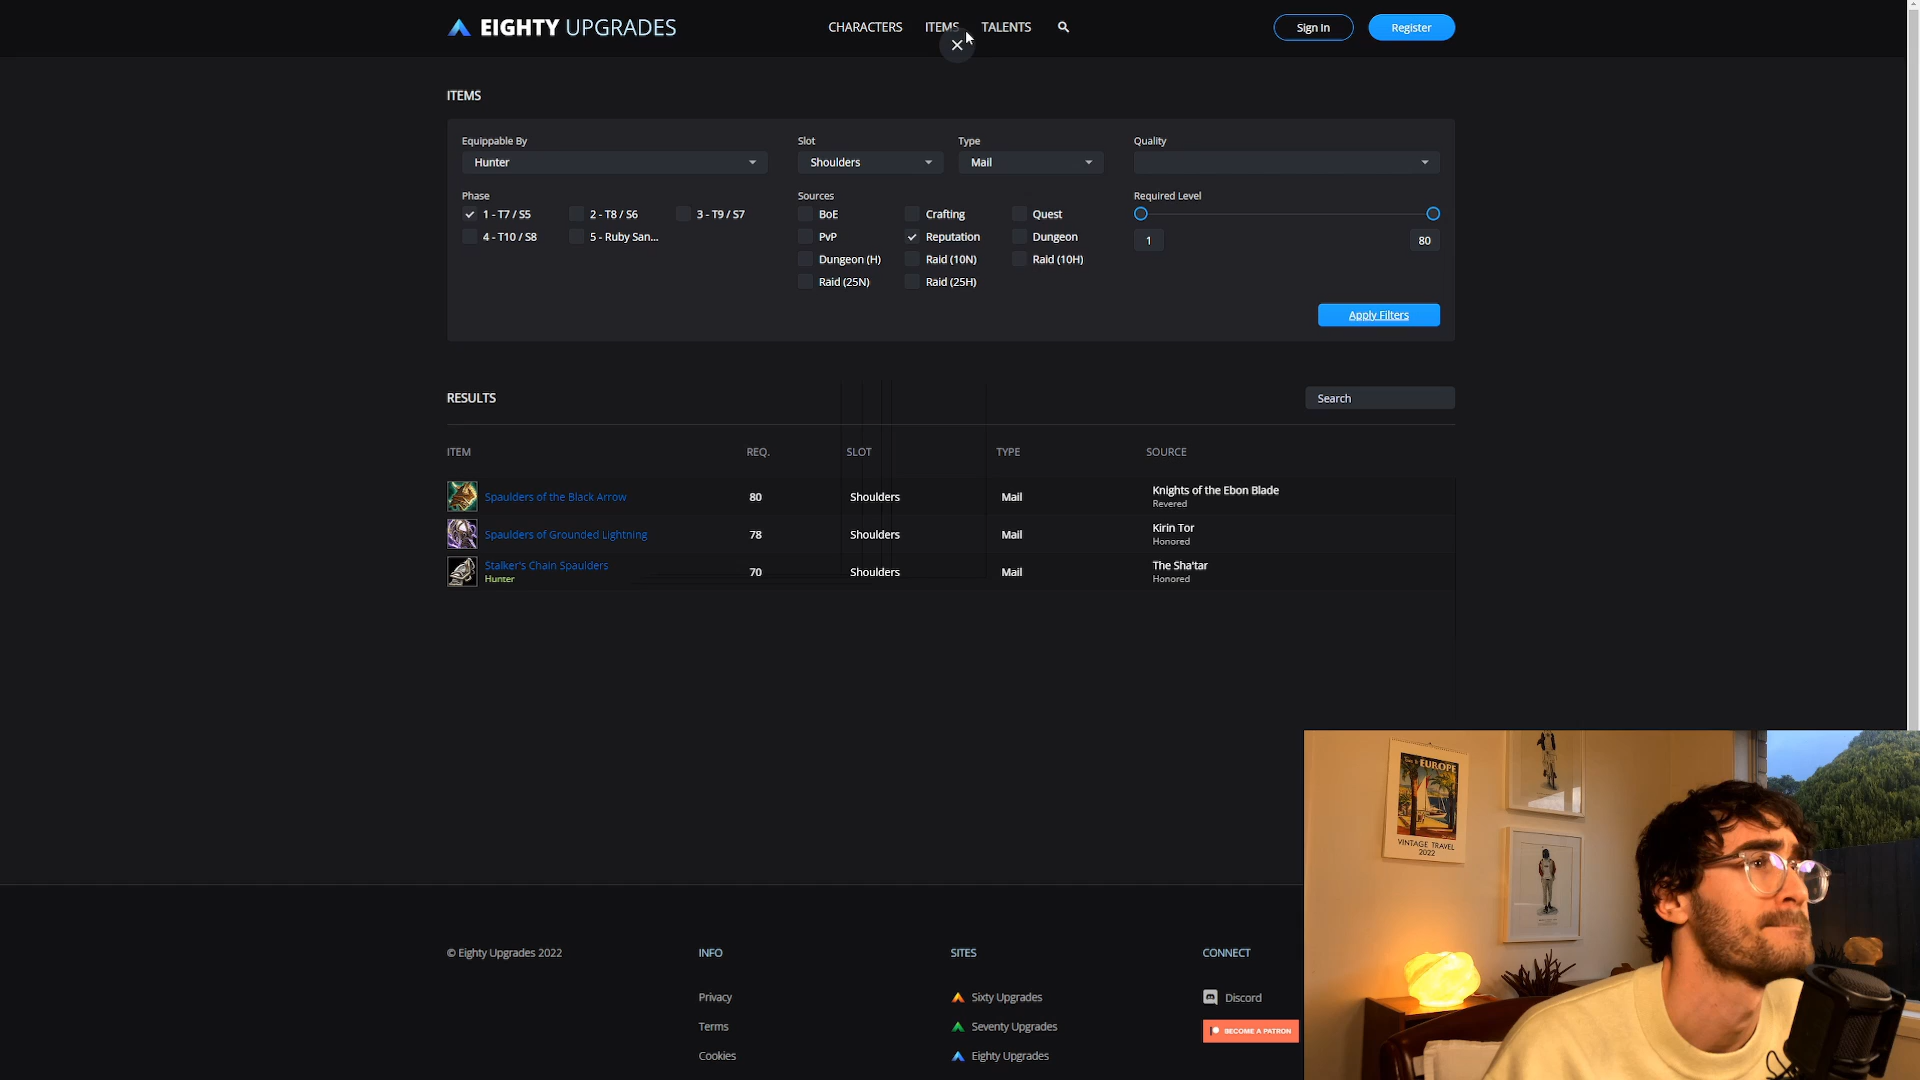 EIGHTY UPGRADES
CHARACTERS ITEMS TALENTS
Sign In Register
ITEMS
Equippable By Slot Type Quality
Hunter Shoulders Mail
Phase Sources Required Level
1 - T7 / S5 2 - T8 / S6 3 - T9 / S7 BoE Crafting Quest
4 - T10 / S8 5 - Ruby San... PvP Reputation Dungeon 1 80
Dungeon (H) Raid (10N) Raid (10H)
Raid (25N) Raid (25H)
Apply Filters
RESULTS Search
ITEM REQ. SLOT TYPE SOURCE
Spaulders of the Black Arrow 80 Shoulders Mail Knights of the Ebon Blade
Revered
Spaulders of Grounded Lightning 78 Shoulders Mail Kirin Tor
Honored
Stalker's Chain Spaulders 70 Shoulders Mail The Sha'tar
Hunter Honored
EUROPE
VINTAGE TRAVEL
2022
© Eighty Upgrades 2022 INFO SITES CONNECT
Privacy Sixty Upgrades Discord
Terms Seventy Upgrades BECOME A PATRON
Cookies Eighty Upgrades